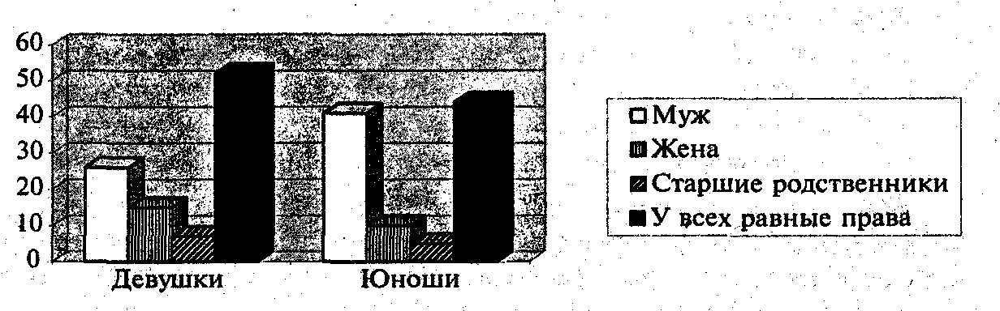 60
50
40
30
20
10
0
Девушки Юноши
Муж
Жена
Старшие родственники
У всех равные права